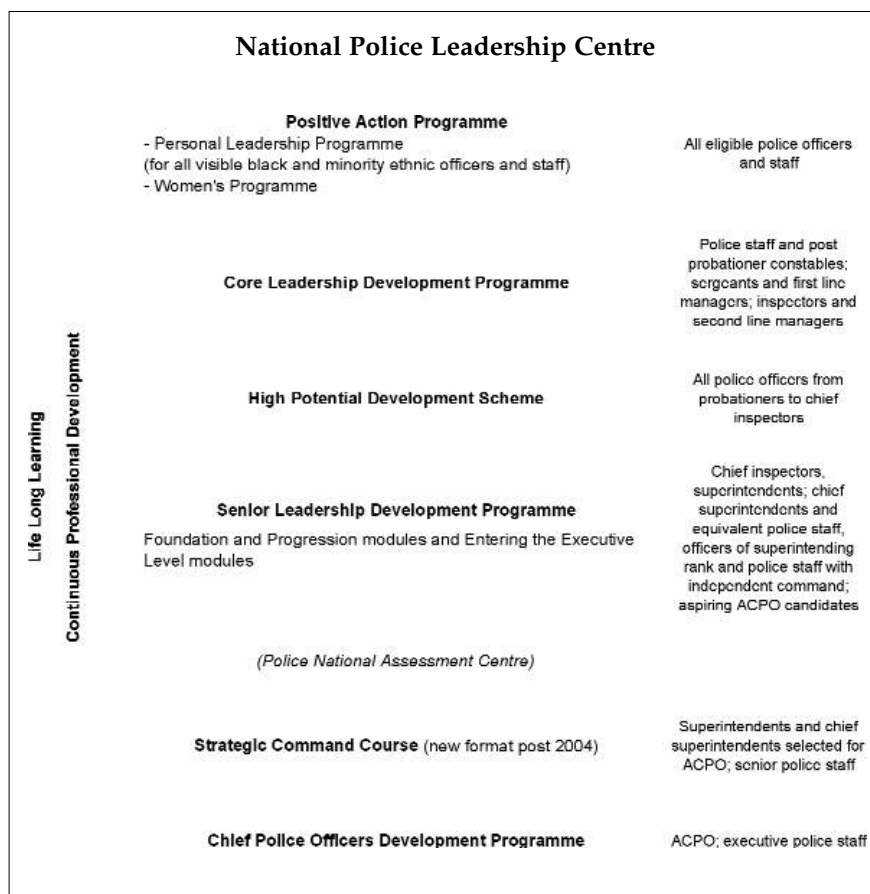 National Police Leadership Centre
Positive Action Programme
- Personal Leadership Programme
(for all visible black and minority ethnic officers and staff)
- Women's Programme
All eligible police officers
and staff
Core Leadership Development Programme
Police staff and post
probationer constables;
sergeants and first line
managers; inspectors and
second line managers
High Potential Development Scheme
All police officers from
probationers to chief
inspectors
Life Long Learning
Continuous Professional Development
Senior Leadership Development Programme
Foundation and Progression modules and Entering the Executive
Level modules
Chief inspectors,
superintendents; chief
superintendents and
equivalent police staff,
officers of superintending
rank and police staff with
independent command;
aspiring ACPO candidates
(Police National Assessment Centre)
Strategic Command Course (new format post 2004)
Superintendents and chief
superintendents selected for
ACPO; senior police staff
Chief Police Officers Development Programme
ACPO; executive police staff